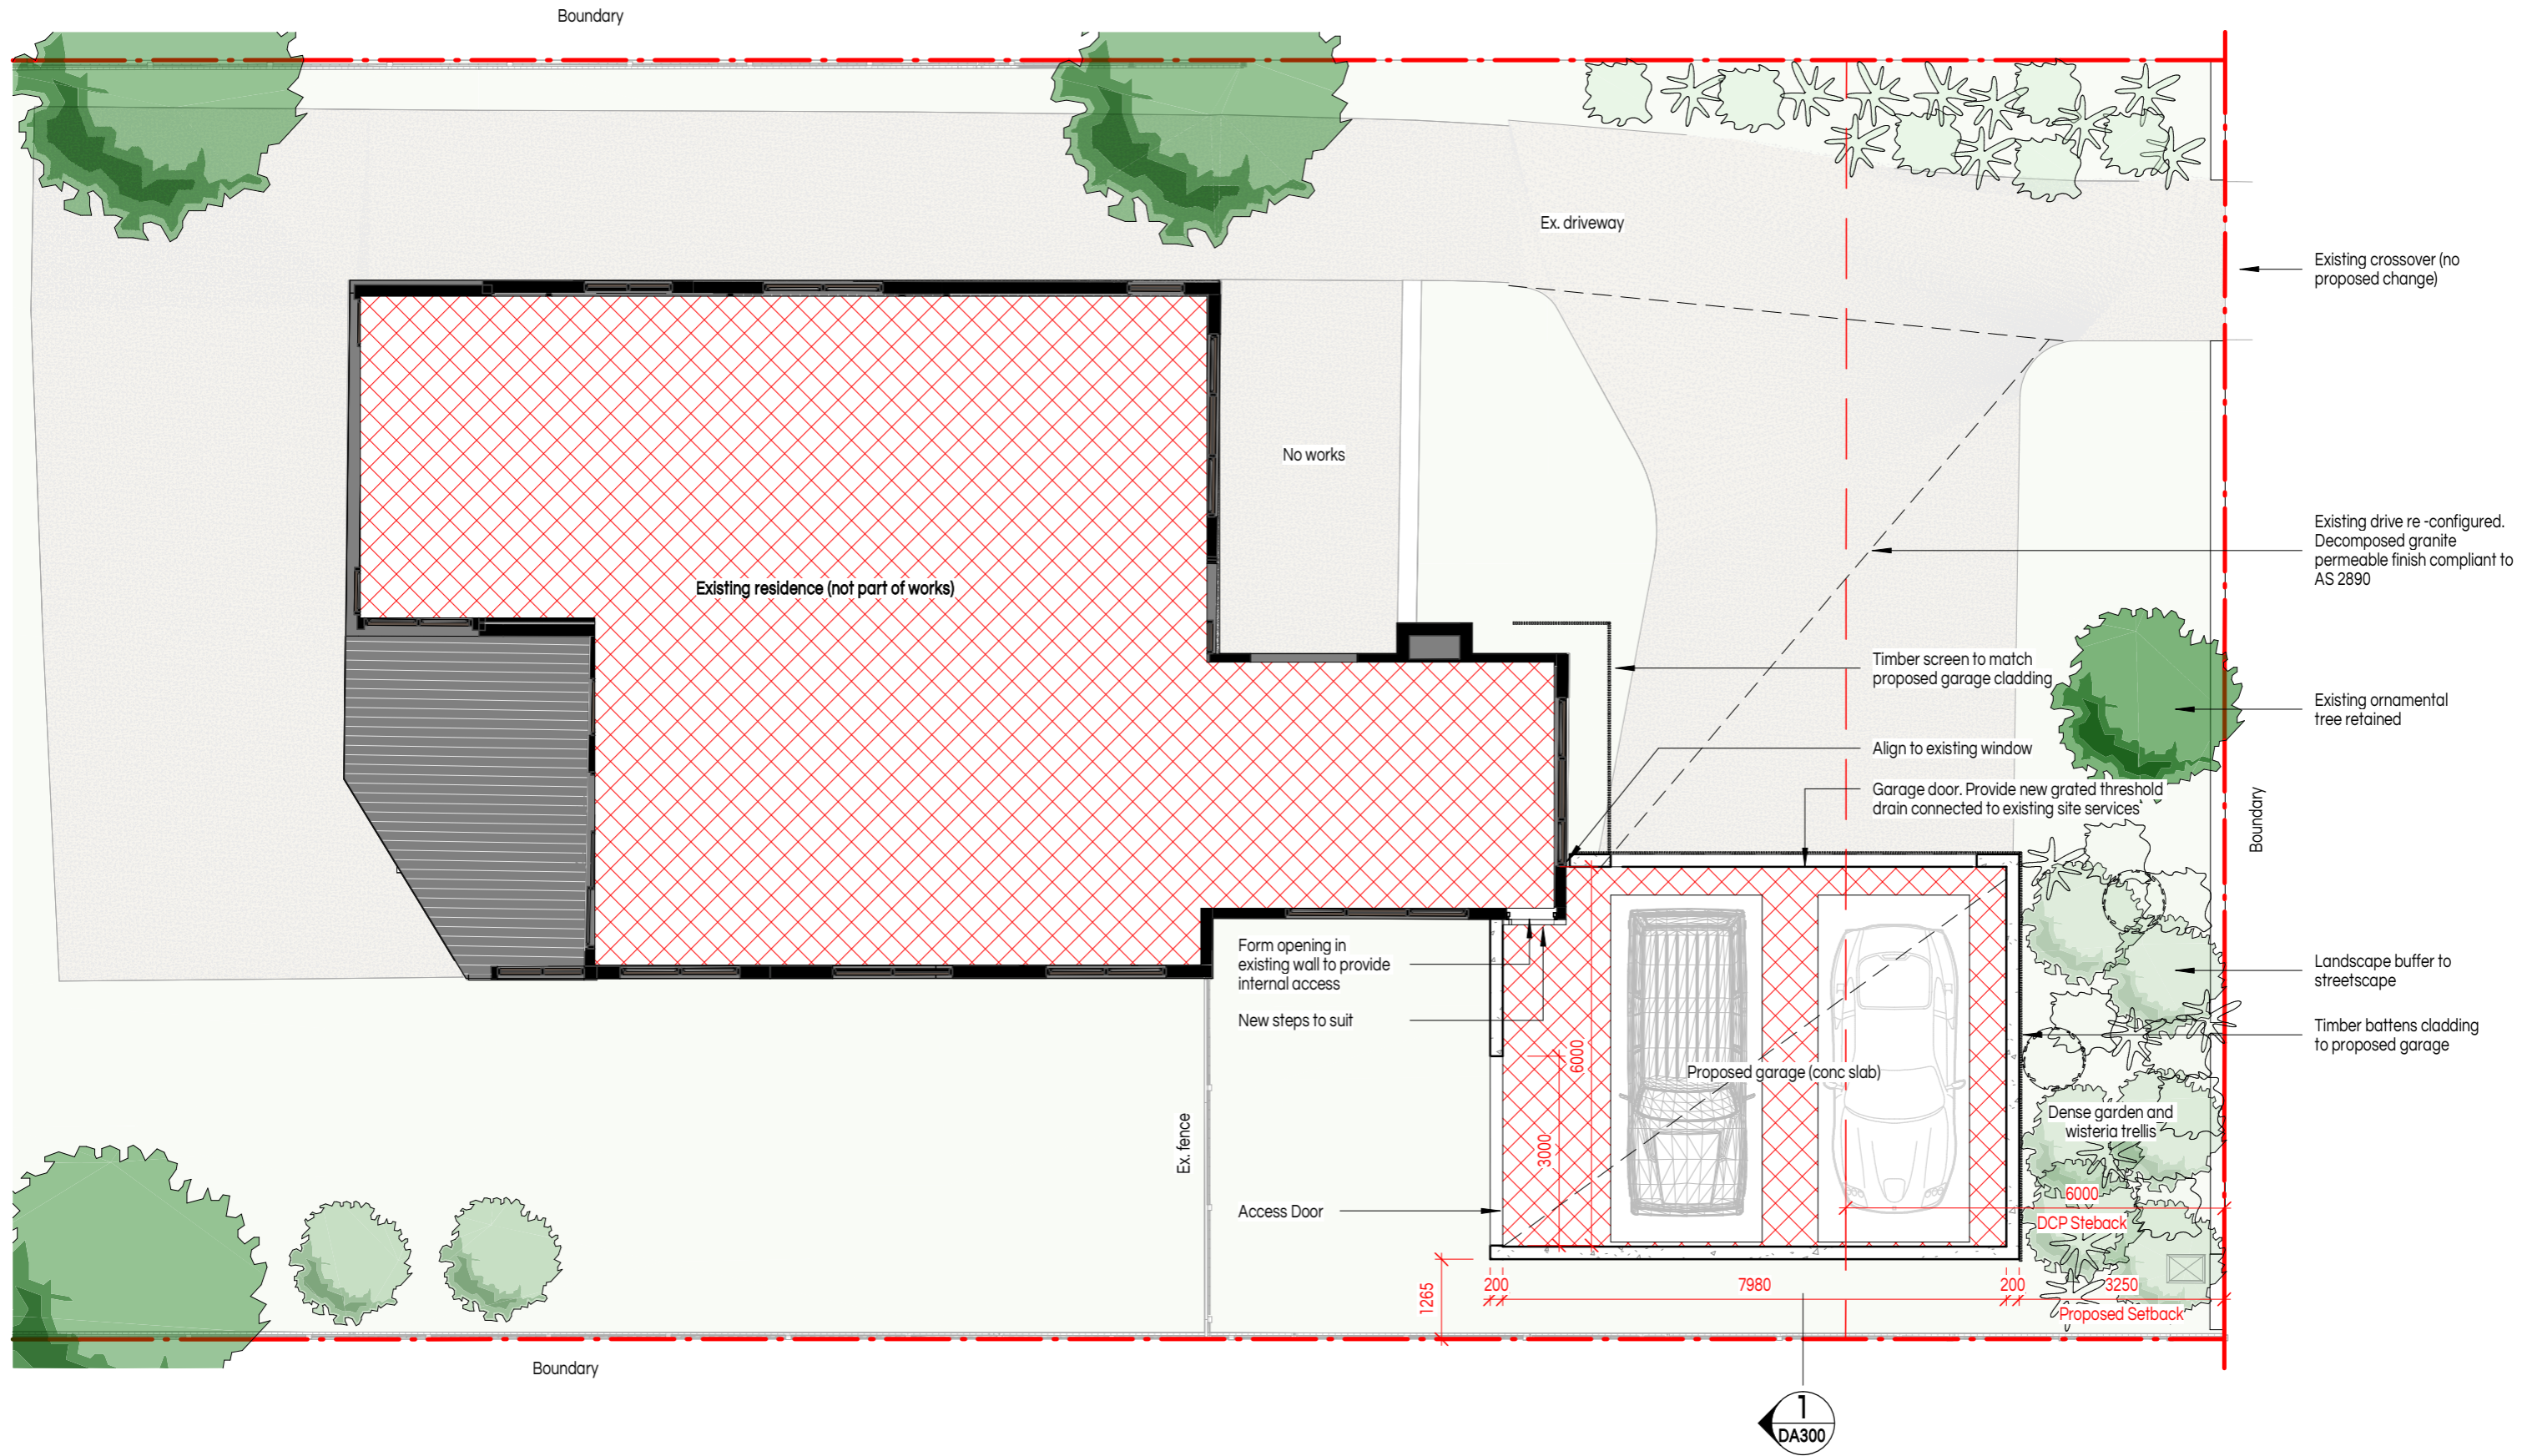 Boundary
Ex. driveway
Existing crossover (no
proposed change)
No works
Existing drive re -configured.
Decomposed granite
permeable finish compliant to
AS 2890
Existing residence (not part of works)
Timber screen to match
proposed garage cladding
Existing ornamental
tree retained
Align to existing window
Garage door. Provide new grated threshold
drain connected to existing site services
Boundary
Form opening in
existing wall to provide
internal access
New steps to suit
Landscape buffer to
streetscape
Timber battens cladding
to proposed garage
6000
Proposed garage (conc slab)
Dense garden and
wisteria trellis
Ex. fence
3000
Access Door
6000
DCP Steback
1265
200
7980
200
3250
Proposed Setback
Boundary
1
DA300